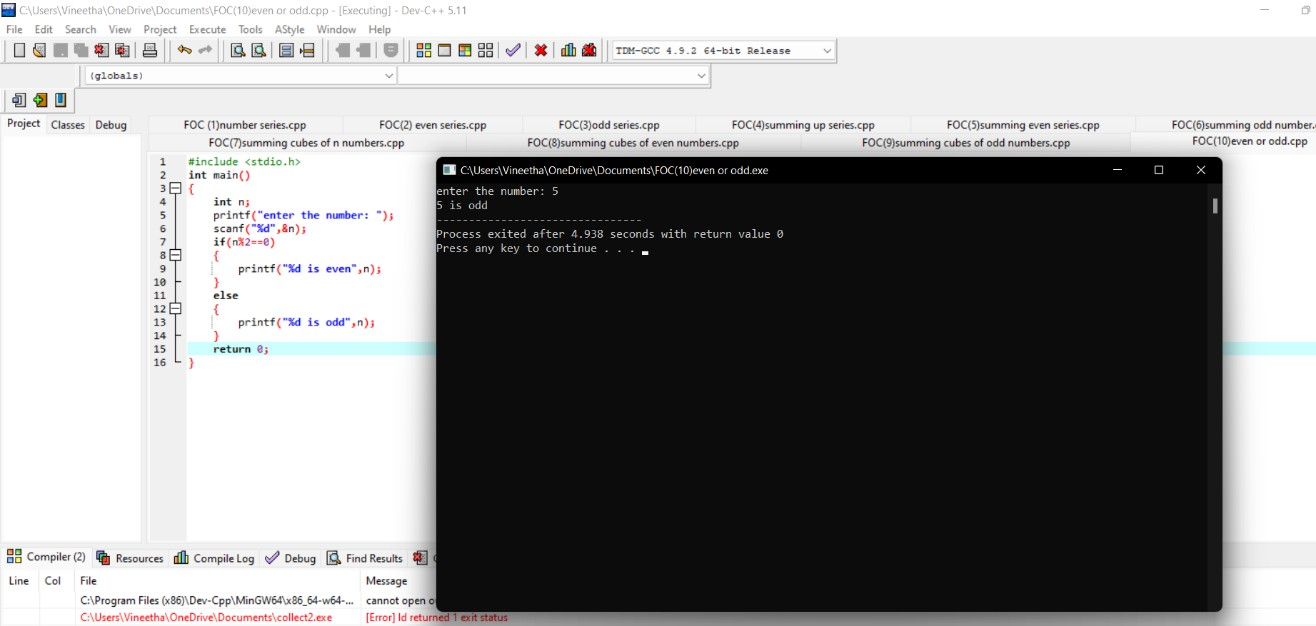 C:\Users\Vineetha\OneDrive\Documents\FOC(10)even or odd.cpp - [Executing] - Dev-C++ 5.11
File Edit Search View Project Execute Tools AStyle Window Help
TDM-GCC 4.9.2 64-bit Release
(globals)
Project Classes Debug
FOC (1)number series.cpp FOC(2) even series.cpp FOC(3)odd series.cpp FOC(4)summing up series.cpp FOC(5)summing even series.cpp FOC(6)summing odd number.
FOC(7)summing cubes of n numbers.cpp FOC(8)summing cubes of even numbers.cpp FOC(9)summing cubes of odd numbers.cpp FOC(10)even or odd.cpp
1 #include <stdio.h>
2 int main()
3 {
4 int n;
5 printf("enter the number: ");
6 scanf("%d",&n);
7 if(n%2==0)
8 {
9 printf("%d is even",n);
10 }
11 else
12 {
13 printf("%d is odd",n);
14 }
15 return 0;
16 }
C:\Users\Vineetha\OneDrive\Documents\FOC(10)even or odd.exe
enter the number: 5
5 is odd
--------------------------------
Process exited after 4.938 seconds with return value 0
Press any key to continue . . .
Compiler (2) Resources Compile Log Debug Find Results
Line Col File Message
C:\Program Files (x86)\Dev-Cpp\MinGW64\x86_64-w64-... cannot open o
C:\Users\Vineetha\OneDrive\Documents\collect2.exe [Error] ld returned 1 exit status